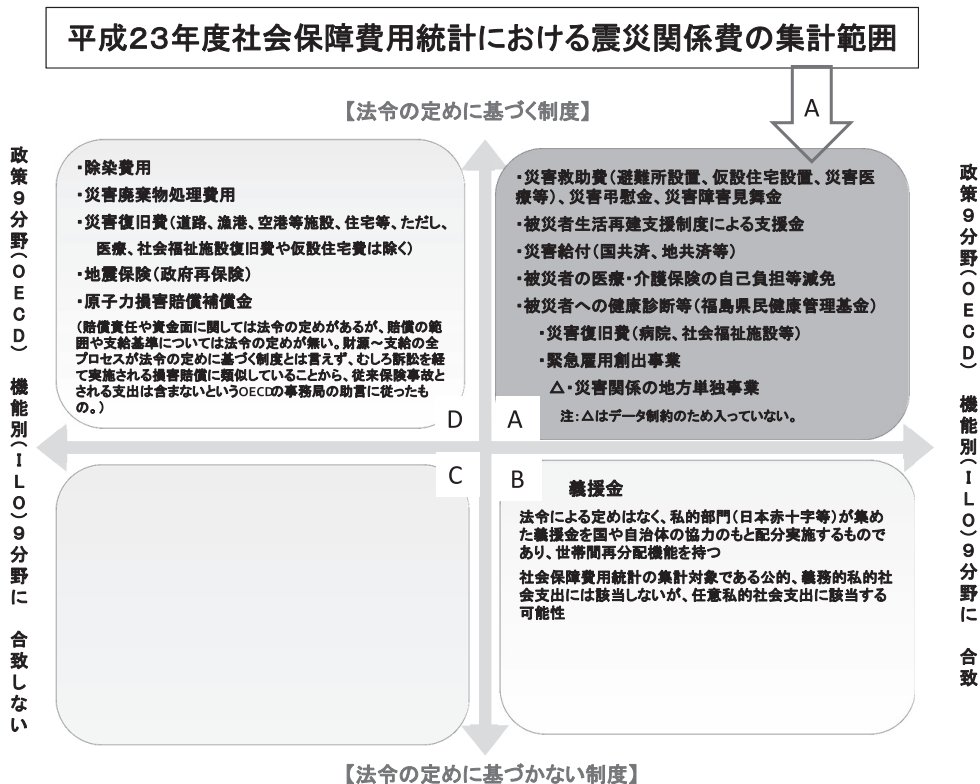 平成23年度社会保障費用統計における震災関係費の集計範囲
A
【法令の定めに基づく制度】
政策9分野(OECD) 機能別(ILO)9分野に 合致しない
・除染費用
・災害廃棄物処理費用
・災害復旧費(道路、漁港、空港等施設、住宅等、ただし、
医療、社会福祉施設復旧費や仮設住宅費は除く)
・地震保険(政府再保険)
・原子力損害賠償補償金
(賠償責任や資金面に関しては法令の定めがあるが、賠償の範
囲や支給基準については法令の定めが無い。財源～支給の全
プロセスが法令の定めに基づく制度とは言えず、むしろ訴訟を経
て実施される損害賠償に類似していることから、従来保険事故と
される支出は含まないというOECDの事務局の助言に従ったも
の。)
D
・災害救助費(避難所設置、仮設住宅設置、災害医
療等)、災害弔慰金、災害障害見舞金
・被災者生活再建支援制度による支援金
・災害給付(国共済、地共済等)
・被災者の医療・介護保険の自己負担等減免
・被災者への健康診断等(福島県民健康管理基金)
・災害復旧費(病院、社会福祉施設等)
・緊急雇用創出事業
△・災害関係の地方単独事業
注:△はデータ制約のため入っていない。
A
政策9分野(OECD) 機能別(ILO)9分野に 合致
C
B
義援金
法令による定めはなく、私的部門(日本赤十字等)が集め
た義援金を国や自治体の協力のもと配分実施するもので
あり、世帯間再分配機能を持つ
社会保障費用統計の集計対象である公的、義務的私的社
会支出には該当しないが、任意私的社会支出に該当する
可能性
【法令の定めに基づかない制度】